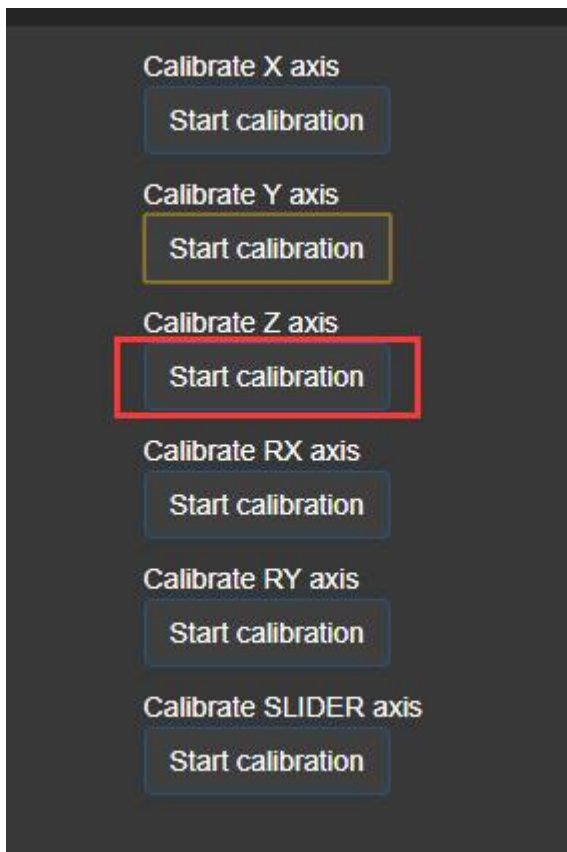 Calibrate X axis
Start calibration
Calibrate Y axis
Start calibration
Calibrate Z axis
Start calibration
Calibrate RX axis
Start calibration
Calibrate RY axis
Start calibration
Calibrate SLIDER axis
Start calibration